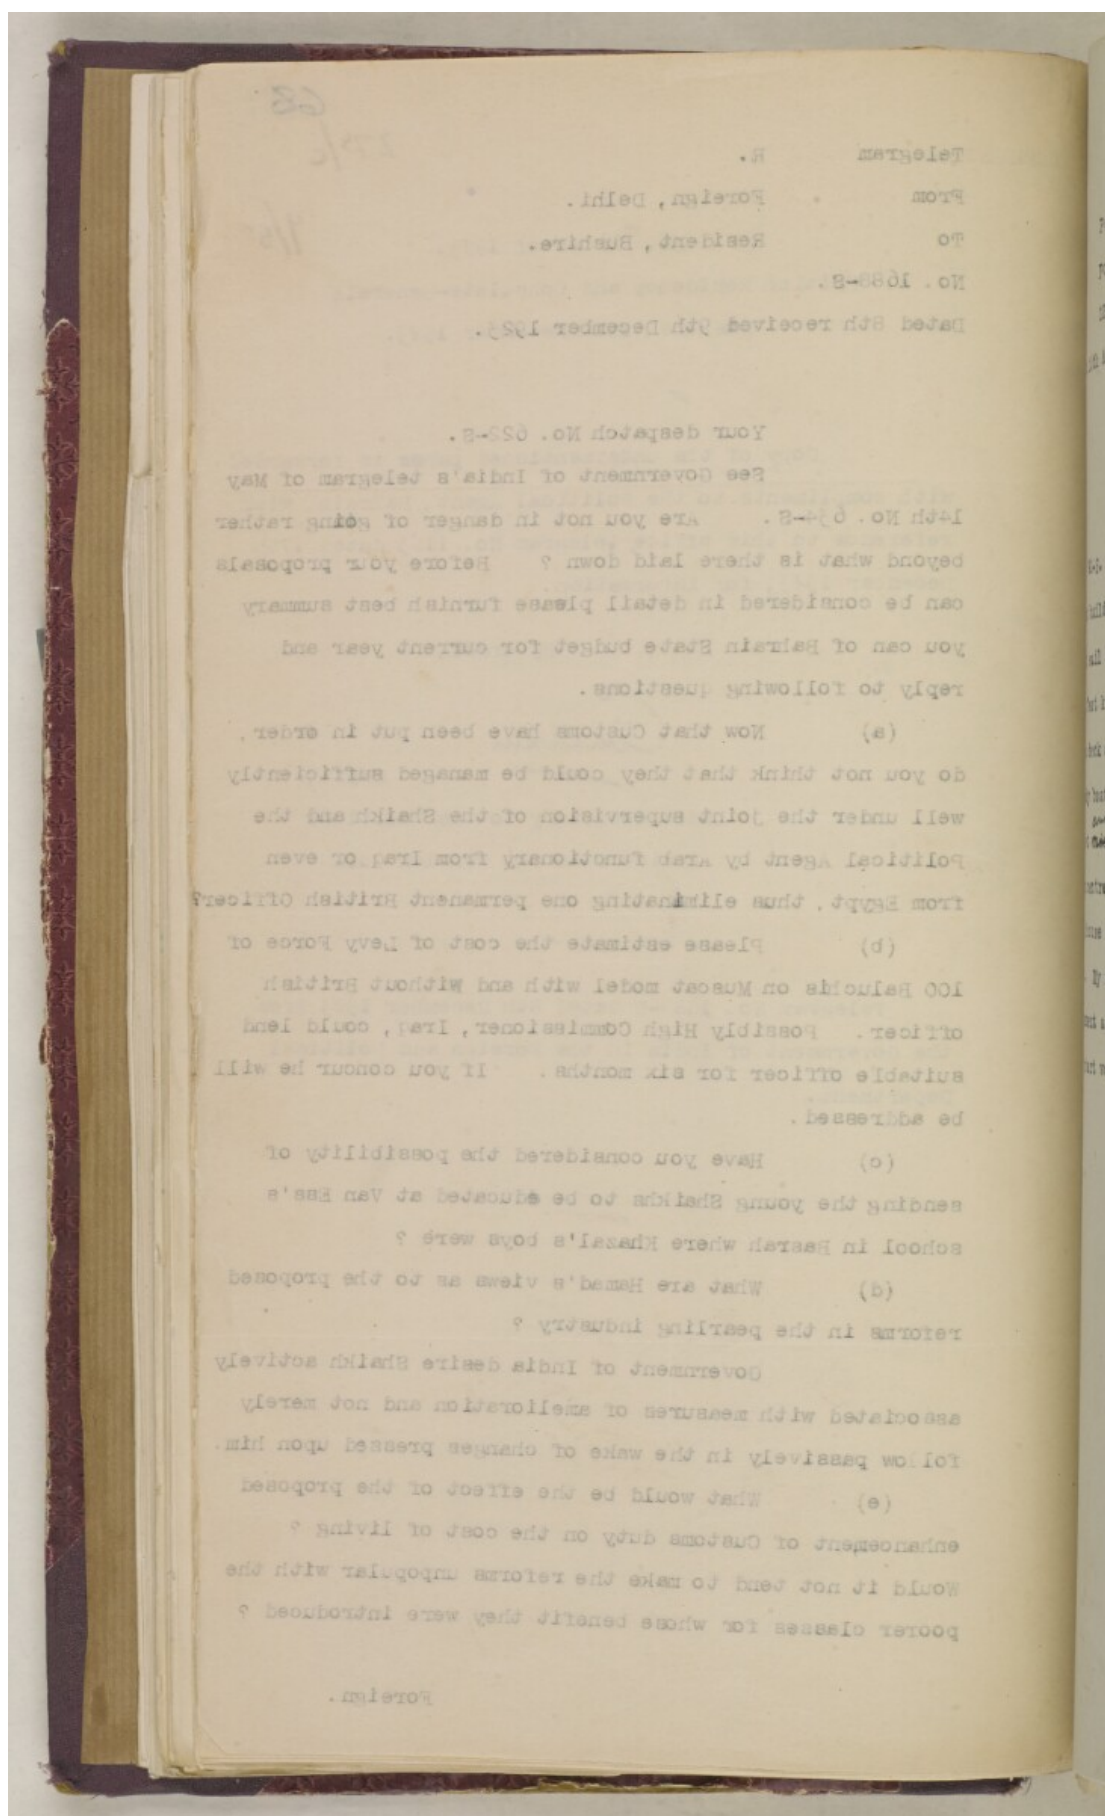 68
Telegram R.
From Foreign, Delhi.
To Resident, Bushire.
No. 1688-S.
Dated 8th received 9th December 1923.
Your despatch No. 622-S.
See Government of India's telegram of May
14th No. 634-S. Are you not in danger of going rather
beyond what is there laid down ? Before your proposals
can be considered in detail please furnish best summary
you can of Bahrain State budget for current year and
reply to following questions.
(a) Now that Customs have been put in order,
do you not think that they could be managed sufficiently
well under the joint supervision of the Shaikh and the
Political Agent by Arab functionary from Iraq or even
from Egypt, thus eliminating one permanent British Officer?
(b) Please estimate the cost of Levy Force of
100 Baluchis on Muscat model with and without British
officer. Possibly High Commissioner, Iraq, could lend
suitable officer for six months. If you concur he will
be addressed.
(c) Have you considered the possibility of
sending the young Shaikhs to be educated at Van Ess's
school in Basrah where Khazal's boys were ?
(d) What are Hamad's views as to the proposed
reforms in the pearling industry ?
Government of India desire Shaikh actively
associated with measures of amelioration and not merely
follow passively in the wake of changes pressed upon him.
(e) What would be the effect of the proposed
enhancement of Customs duty on the cost of living ?
Would it not tend to make the reforms unpopular with the
poorer classes for whose benefit they were introduced ?
Foreign.